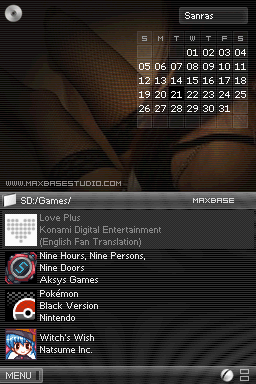 Sanras
S M T W T F S
01 02 03 04
05 06 07 08 09 10 11
12 13 14 15 16 17 18
19 20 21 22 23 24 25
26 27 28 29 30 31
WWW.MAXBASESTUDIO.COM
SD:/Games/ MAXBASE
Love Plus
Konami Digital Entertainment
(English Fan Translation)
Nine Hours, Nine Persons,
Nine Doors
Aksys Games
Pokémon
Black Version
Nintendo
Witch's Wish
Natsume Inc.
MENU